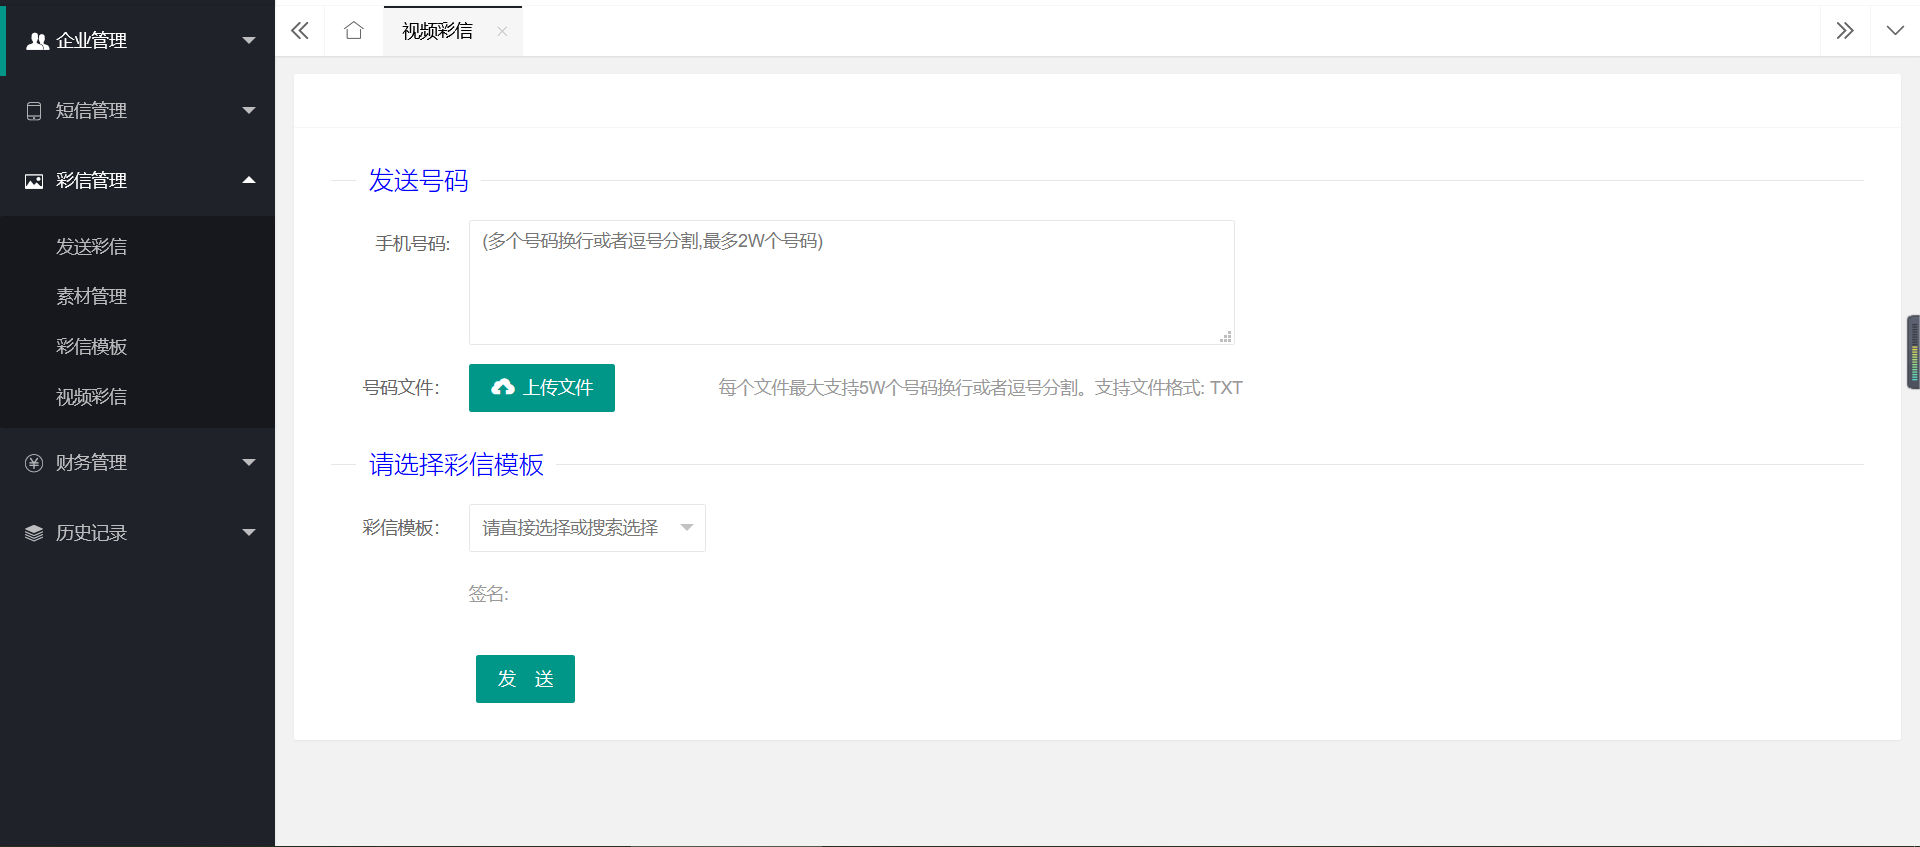 企业管理
短信管理
彩信管理
发送彩信
素材管理
彩信模板
视频彩信
财务管理
历史记录
视频彩信
发送号码
手机号码:
(多个号码换行或者逗号分割,最多2W个号码)
号码文件:
上传文件
每个文件最大支持5W个号码换行或者逗号分割。支持文件格式: TXT
请选择彩信模板
彩信模板:
请直接选择或搜索选择
签名:
发 送